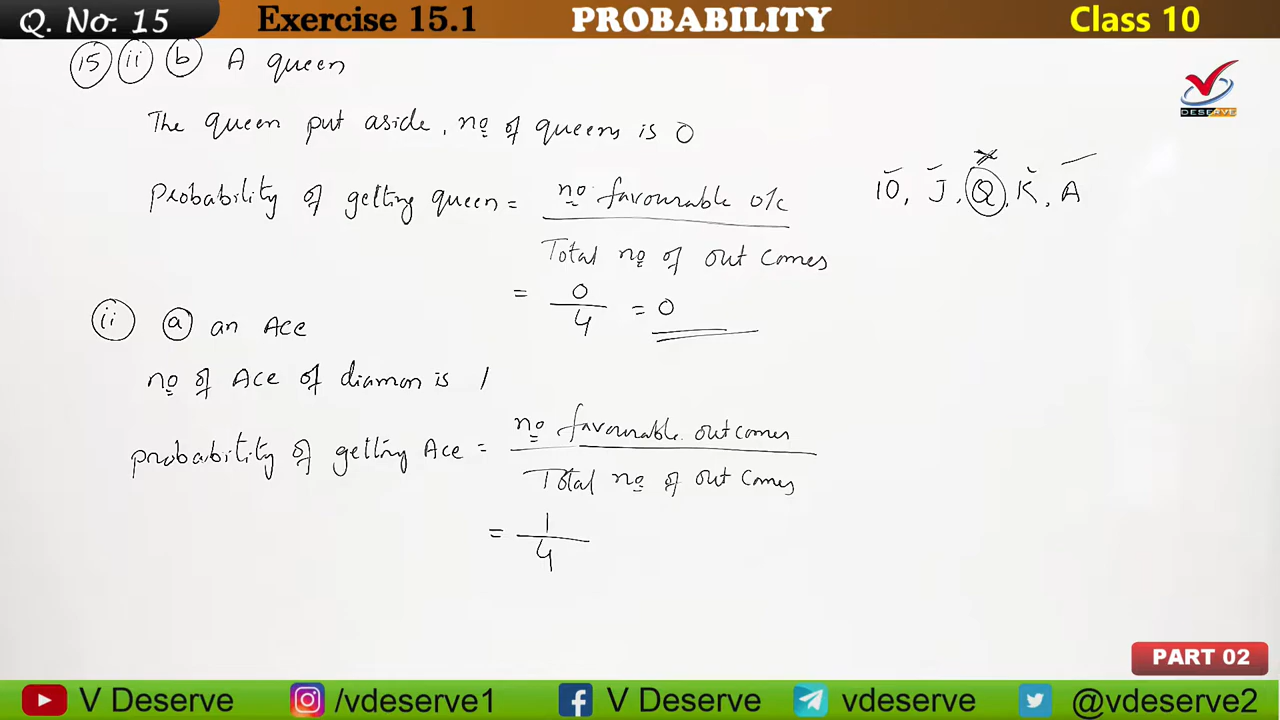 Q. No. 15 Exercise 15.1 PROBABILITY Class 10
15 ii b A queen
DESERVE
The queen put aside, no of queens is 0
10, J, Q, K, A
Probability of getting queen = no. favourable o/c
Total no of out comes
= 0/4 = 0
ii a an Ace
no of Ace of diamon is 1
probability of getting Ace = no favourable. outcomes
Total no of out comes
= 1/4
PART 02
V Deserve /vdeserve1 V Deserve vdeserve @vdeserve2